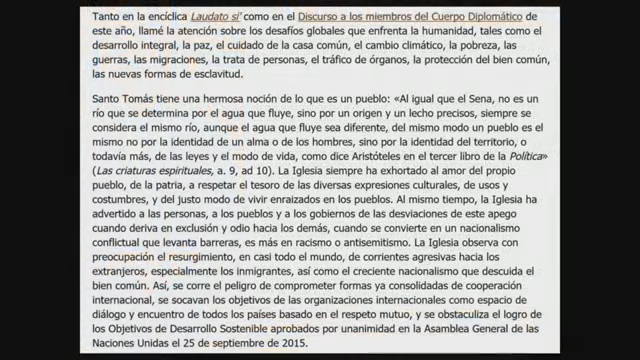 Tanto en la encíclica Laudato si' como en el Discurso a los miembros del Cuerpo Diplomático de
este año, llamé la atención sobre los desafíos globales que enfrenta la humanidad, tales como el
desarrollo integral, la paz, el cuidado de la casa común, el cambio climático, la pobreza, las
guerras, las migraciones, la trata de personas, el tráfico de órganos, la protección del bien común,
las nuevas formas de esclavitud.
Santo Tomás tiene una hermosa noción de lo que es un pueblo: «Al igual que el Sena, no es un
río que se determina por el agua que fluye, sino por un origen y un lecho precisos, siempre se
considera el mismo río, aunque el agua que fluye sea diferente, del mismo modo un pueblo es el
mismo no por la identidad de un alma o de los hombres, sino por la identidad del territorio, o
todavía más, de las leyes y el modo de vida, como dice Aristóteles en el tercer libro de la Política»
(Las criaturas espirituales, a. 9, ad 10). La Iglesia siempre ha exhortado al amor del propio
pueblo, de la patria, a respetar el tesoro de las diversas expresiones culturales, de usos y
costumbres, y del justo modo de vivir enraizados en los pueblos. Al mismo tiempo, la Iglesia ha
advertido a las personas, a los pueblos y a los gobiernos de las desviaciones de este apego
cuando deriva en exclusión y odio hacia los demás, cuando se convierte en un nacionalismo
conflictual que levanta barreras, es más en racismo o antisemitismo. La Iglesia observa con
preocupación el resurgimiento, en casi todo el mundo, de corrientes agresivas hacia los
extranjeros, especialmente los inmigrantes, así como el creciente nacionalismo que descuida el
bien común. Así, se corre el peligro de comprometer formas ya consolidadas de cooperación
internacional, se socavan los objetivos de las organizaciones internacionales como espacio de
diálogo y encuentro de todos los países basado en el respeto mutuo, y se obstaculiza el logro de
los Objetivos de Desarrollo Sostenible aprobados por unanimidad en la Asamblea General de las
Naciones Unidas el 25 de septiembre de 2015.